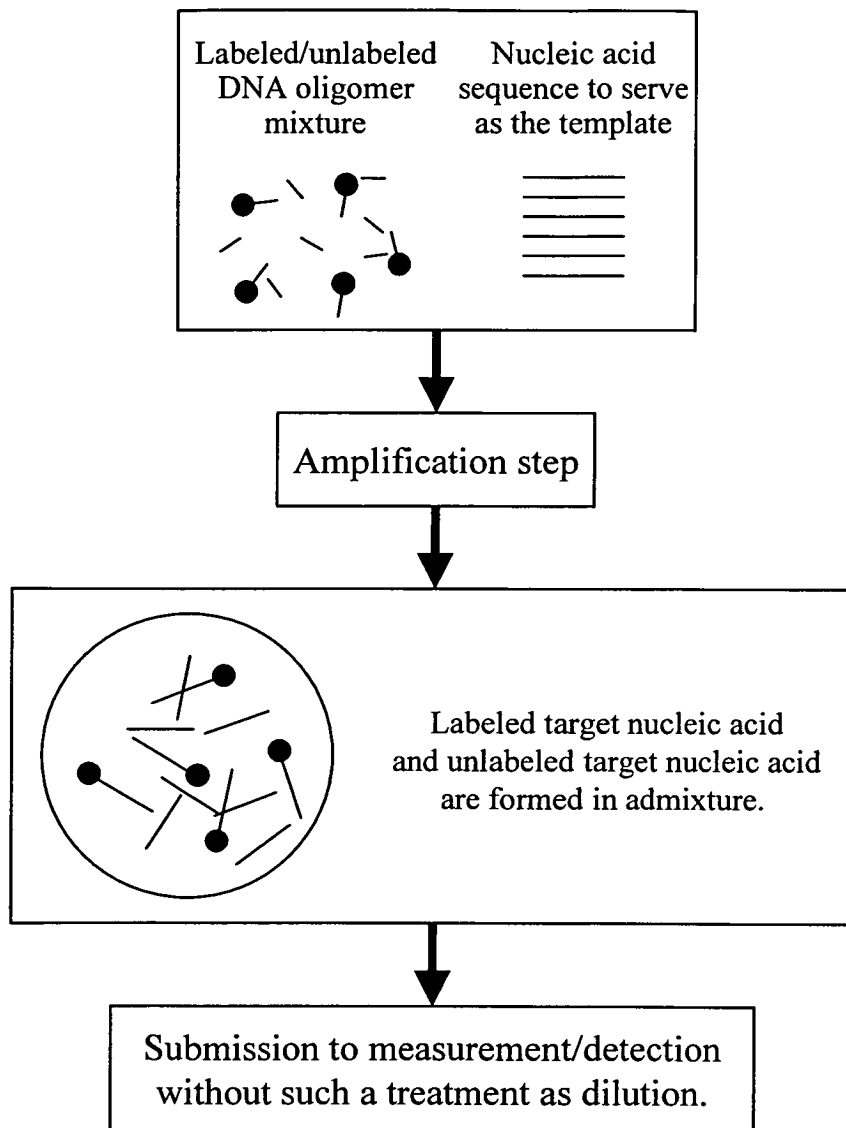 Labeled/unlabeled
DNA oligomer
mixture
Nucleic acid
sequence to serve
as the template
Amplification step
Labeled target nucleic acid
and unlabeled target nucleic acid
are formed in admixture.
Submission to measurement/detection
without such a treatment as dilution.